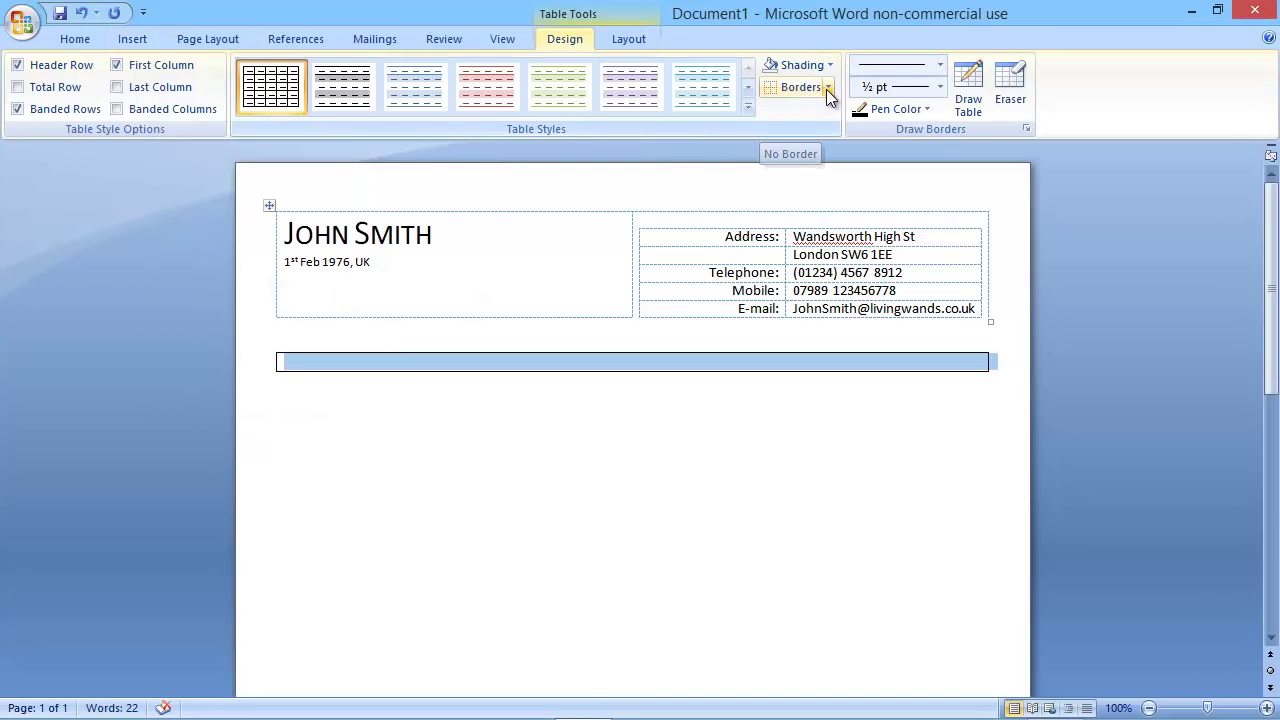 Table Tools
Document1 - Microsoft Word non-commercial use
Home Insert Page Layout References Mailings Review View Design Layout
Header Row First Column
Total Row Last Column
Banded Rows Banded Columns
Table Style Options
Table Styles
Shading
Borders
½ pt
Pen Color
Draw Table
Eraser
Draw Borders
No Border
JOHN SMITH
1st Feb 1976, UK
Address: Wandsworth High St
London SW6 1EE
Telephone: (01234) 4567 8912
Mobile: 07989 123456778
E-mail: JohnSmith@livingwands.co.uk
Page: 1 of 1 Words: 22 100%